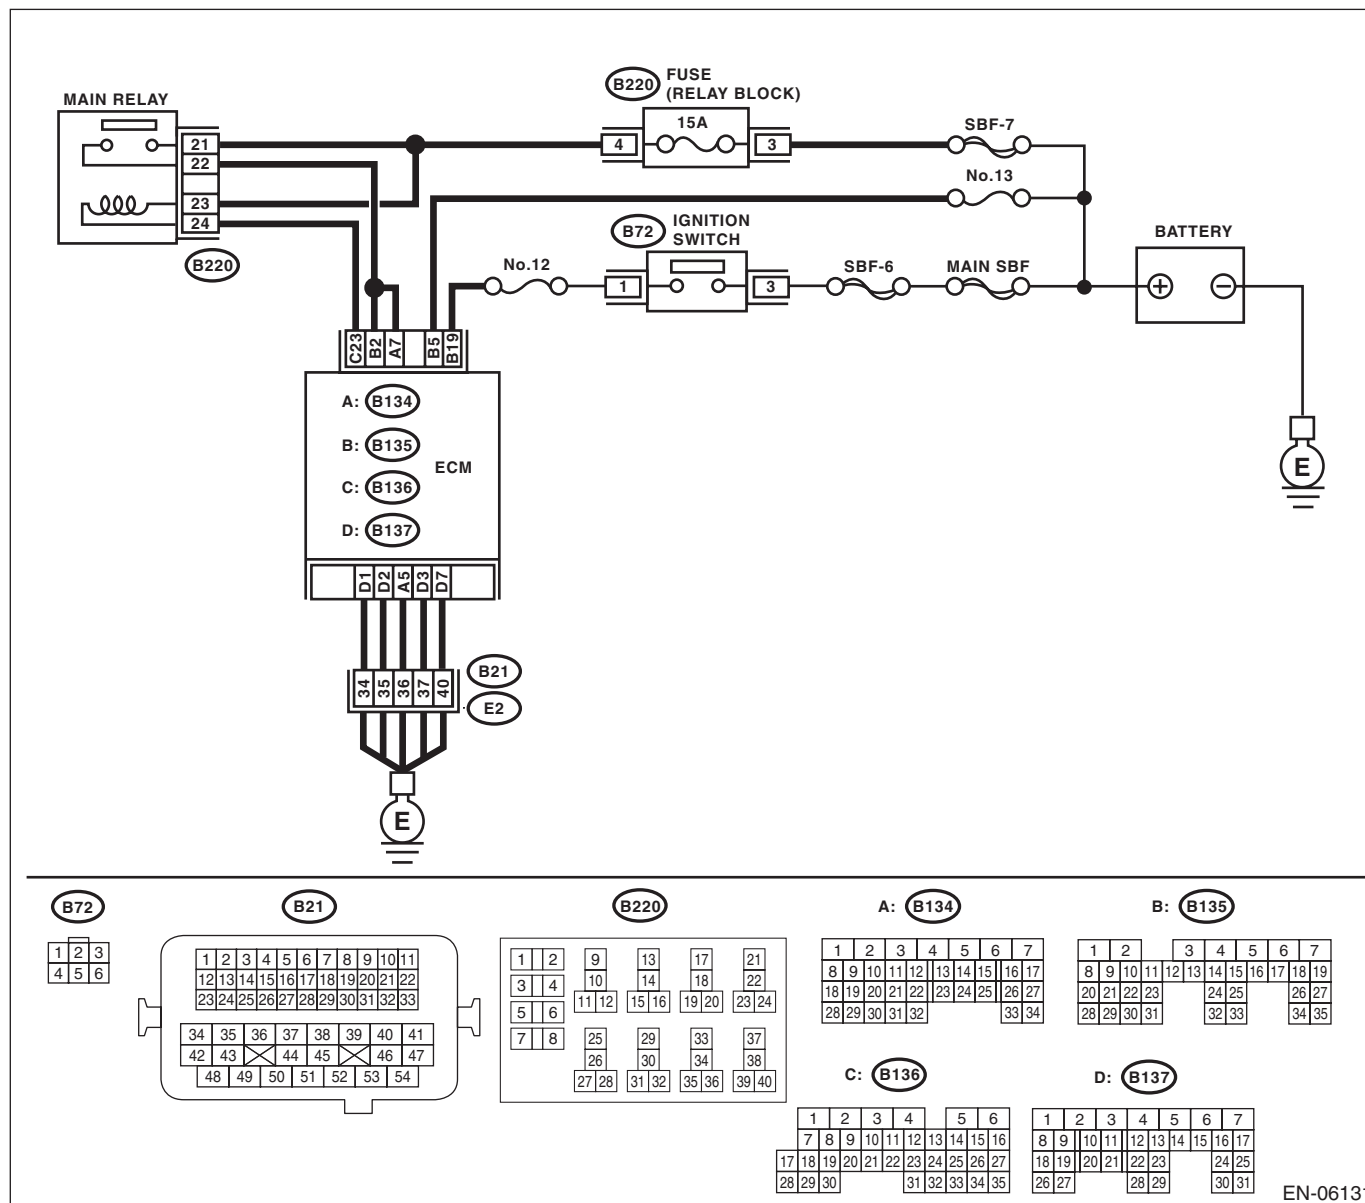 B220
FUSE
(RELAY BLOCK)
MAIN RELAY
15A
SBF-7
21
4
3
22
No.13
23
B72
IGNITION
SWITCH
24
BATTERY
B220
No.12
SBF-6
MAIN SBF
1
3
+
−
C23 B2 A7 B5 B19
A: B134
B: B135
ECM
C: B136
D: B137
E
D1 D2 A5 D3 D7
B21
34 35 36 37 40
E2
E
B72
1 2 3
4 5 6
B21
1 2 3 4 5 6 7 8 9 10 11
12 13 14 15 16 17 18 19 20 21 22
23 24 25 26 27 28 29 30 31 32 33
34 35 36 37 38 39 40 41
42 43 44 45 46 47
48 49 50 51 52 53 54
B220
1 2 9 13 17 21
3 4 10 14 18 22
5 6 11 12 15 16 19 20 23 24
7 8 25 29 33 37
26 30 34 38
27 28 31 32 35 36 39 40
A: B134
1 2 3 4 5 6 7
8 9 10 11 12 13 14 15 16 17
18 19 20 21 22 23 24 25 26 27
28 29 30 31 32 33 34
B: B135
1 2 3 4 5 6 7
8 9 10 11 12 13 14 15 16 17 18 19
20 21 22 23 24 25 26 27
28 29 30 31 32 33 34 35
C: B136
1 2 3 4 5 6
7 8 9 10 11 12 13 14 15 16
17 18 19 20 21 22 23 24 25 26 27
28 29 30 31 32 33 34 35
D: B137
1 2 3 4 5 6 7
8 9 10 11 12 13 14 15 16 17
18 19 20 21 22 23 24 25
26 27 28 29 30 31